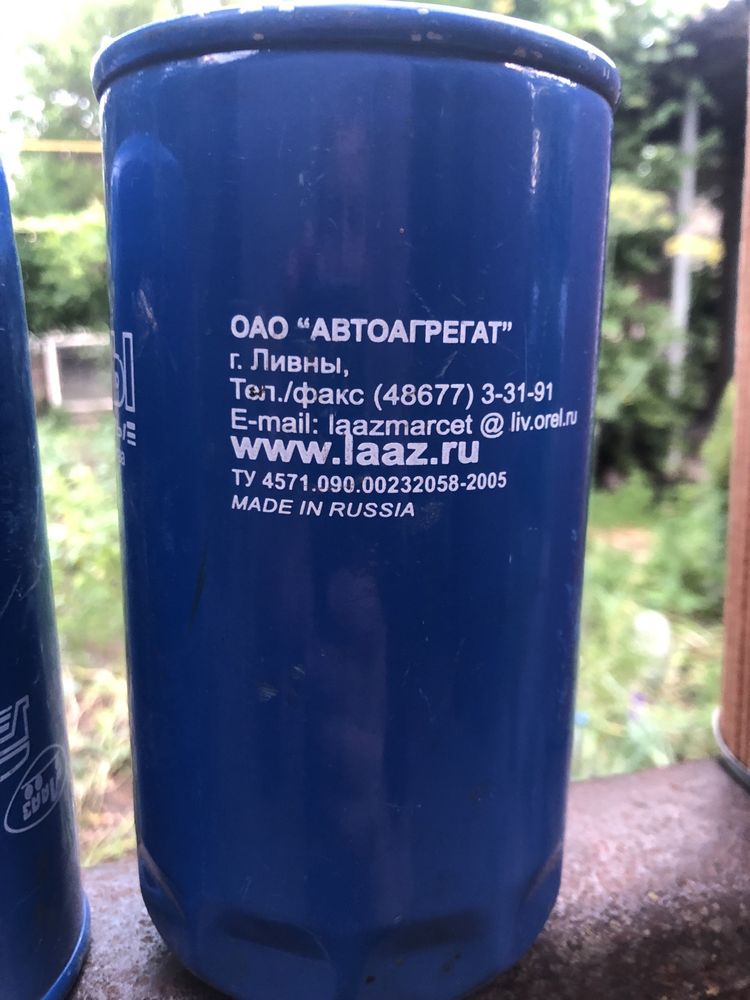 ОАО “АВТОАГРЕГАТ”
г. Ливны,
Тел./факс (48677) 3-31-91
E-mail: laazmarcet @ liv.orel.ru
www.laaz.ru
ТУ 4571.090.00232058-2005
MADE IN RUSSIA
ЛААЗ